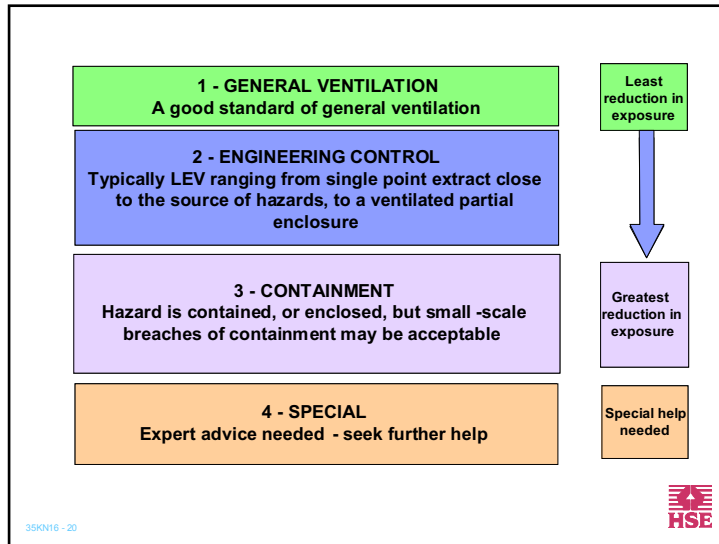 1 - GENERAL VENTILATION
A good standard of general ventilation
Least
reduction in
exposure
2 - ENGINEERING CONTROL
Typically LEV ranging from single point extract close
to the source of hazards, to a ventilated partial
enclosure
3 - CONTAINMENT
Hazard is contained, or enclosed, but small -scale
breaches of containment may be acceptable
Greatest
reduction in
exposure
4 - SPECIAL
Expert advice needed - seek further help
Special help
needed
35KN16 - 20
HSE